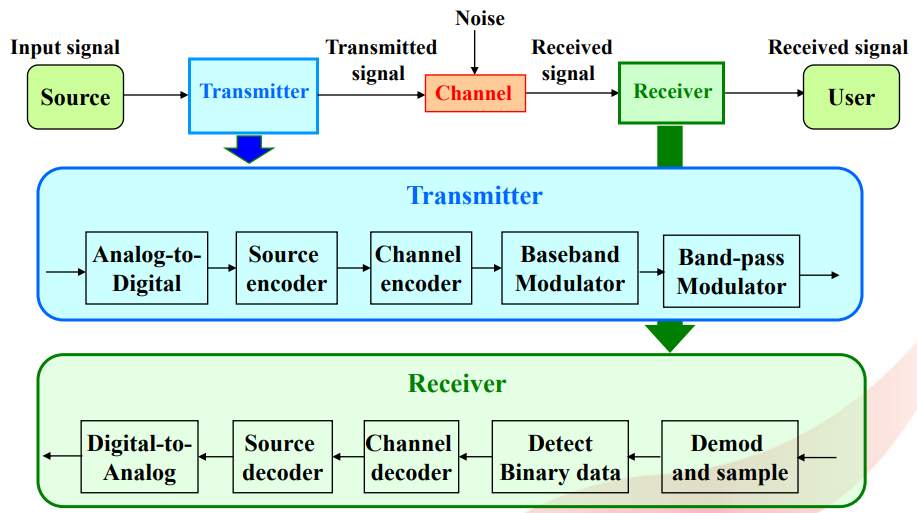 Noise
Input signal
Transmitted
signal
Received
signal
Received signal
Source
Transmitter
Channel
Receiver
User
Transmitter
Analog-to-
Digital
Source
encoder
Channel
encoder
Baseband
Modulator
Band-pass
Modulator
Receiver
Digital-to-
Analog
Source
decoder
Channel
decoder
Detect
Binary data
Demod
and sample